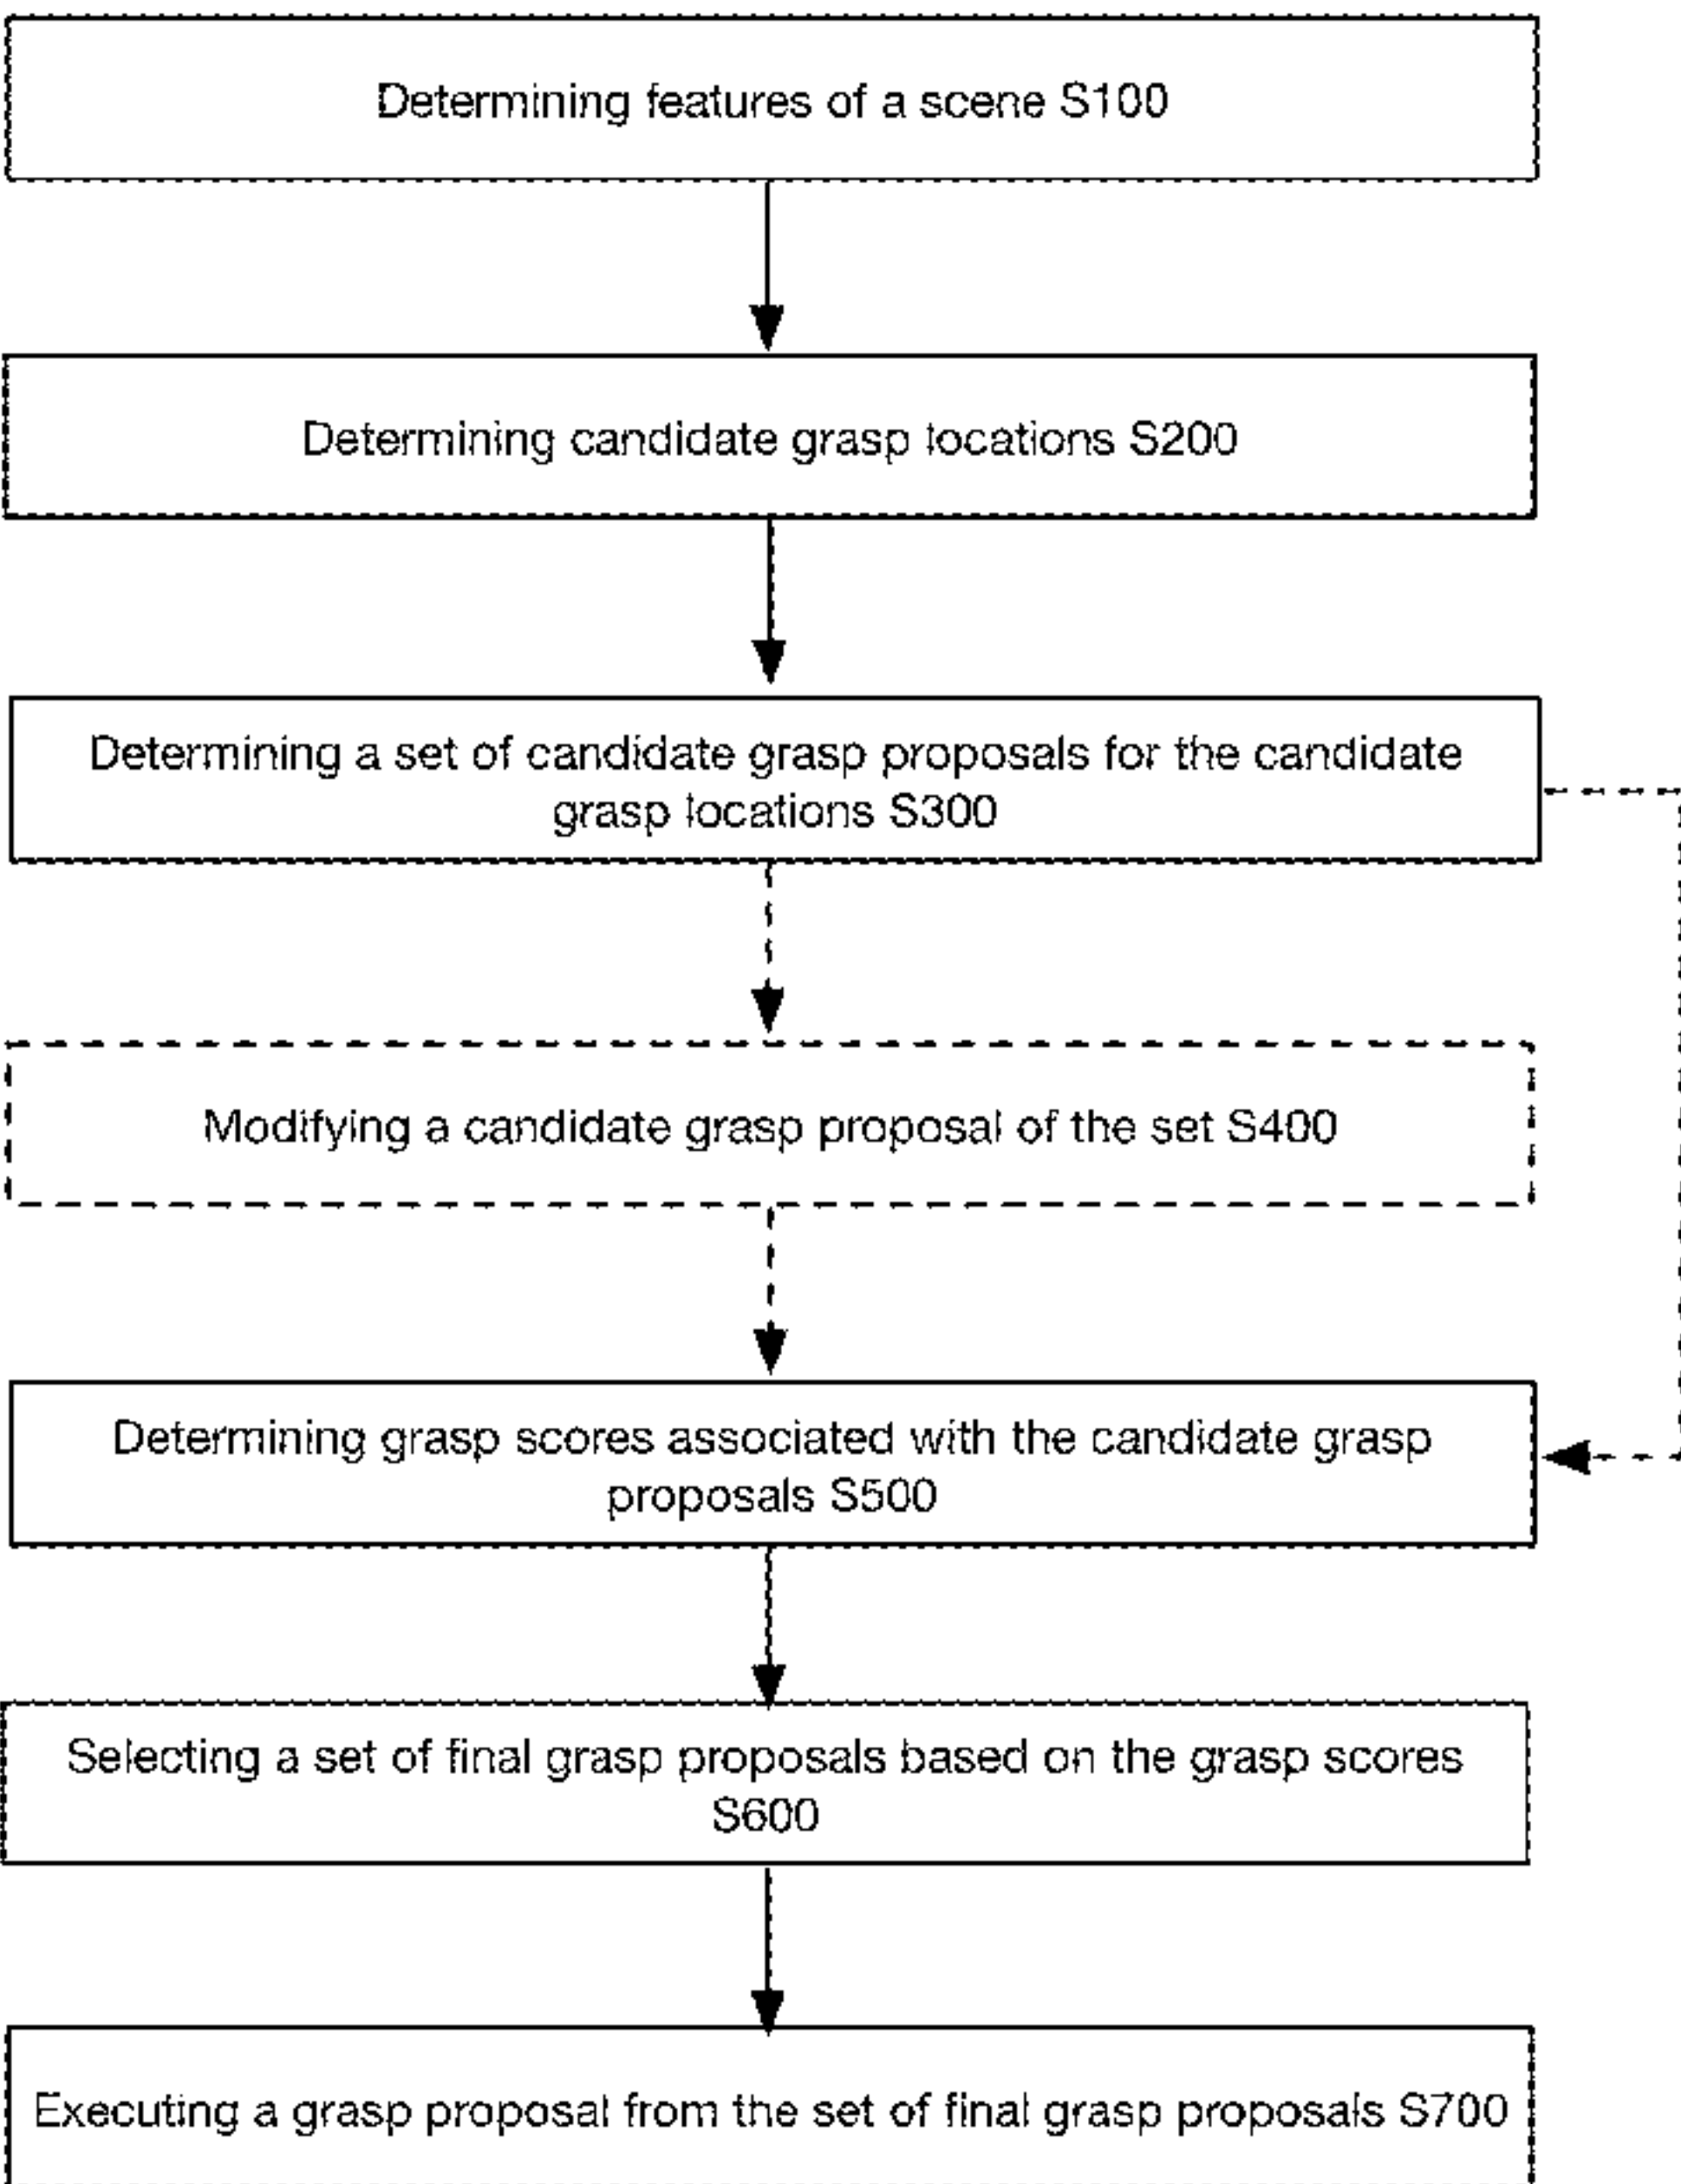 Determining features of a scene S100
Determining candidate grasp locations S200
Determining a set of candidate grasp proposals for the candidate
grasp locations S300
Modifying a candidate grasp proposal of the set S400
Determining grasp scores associated with the candidate grasp
proposals S500
Selecting a set of final grasp proposals based on the grasp scores
S600
Executing a grasp proposal from the set of final grasp proposals S700